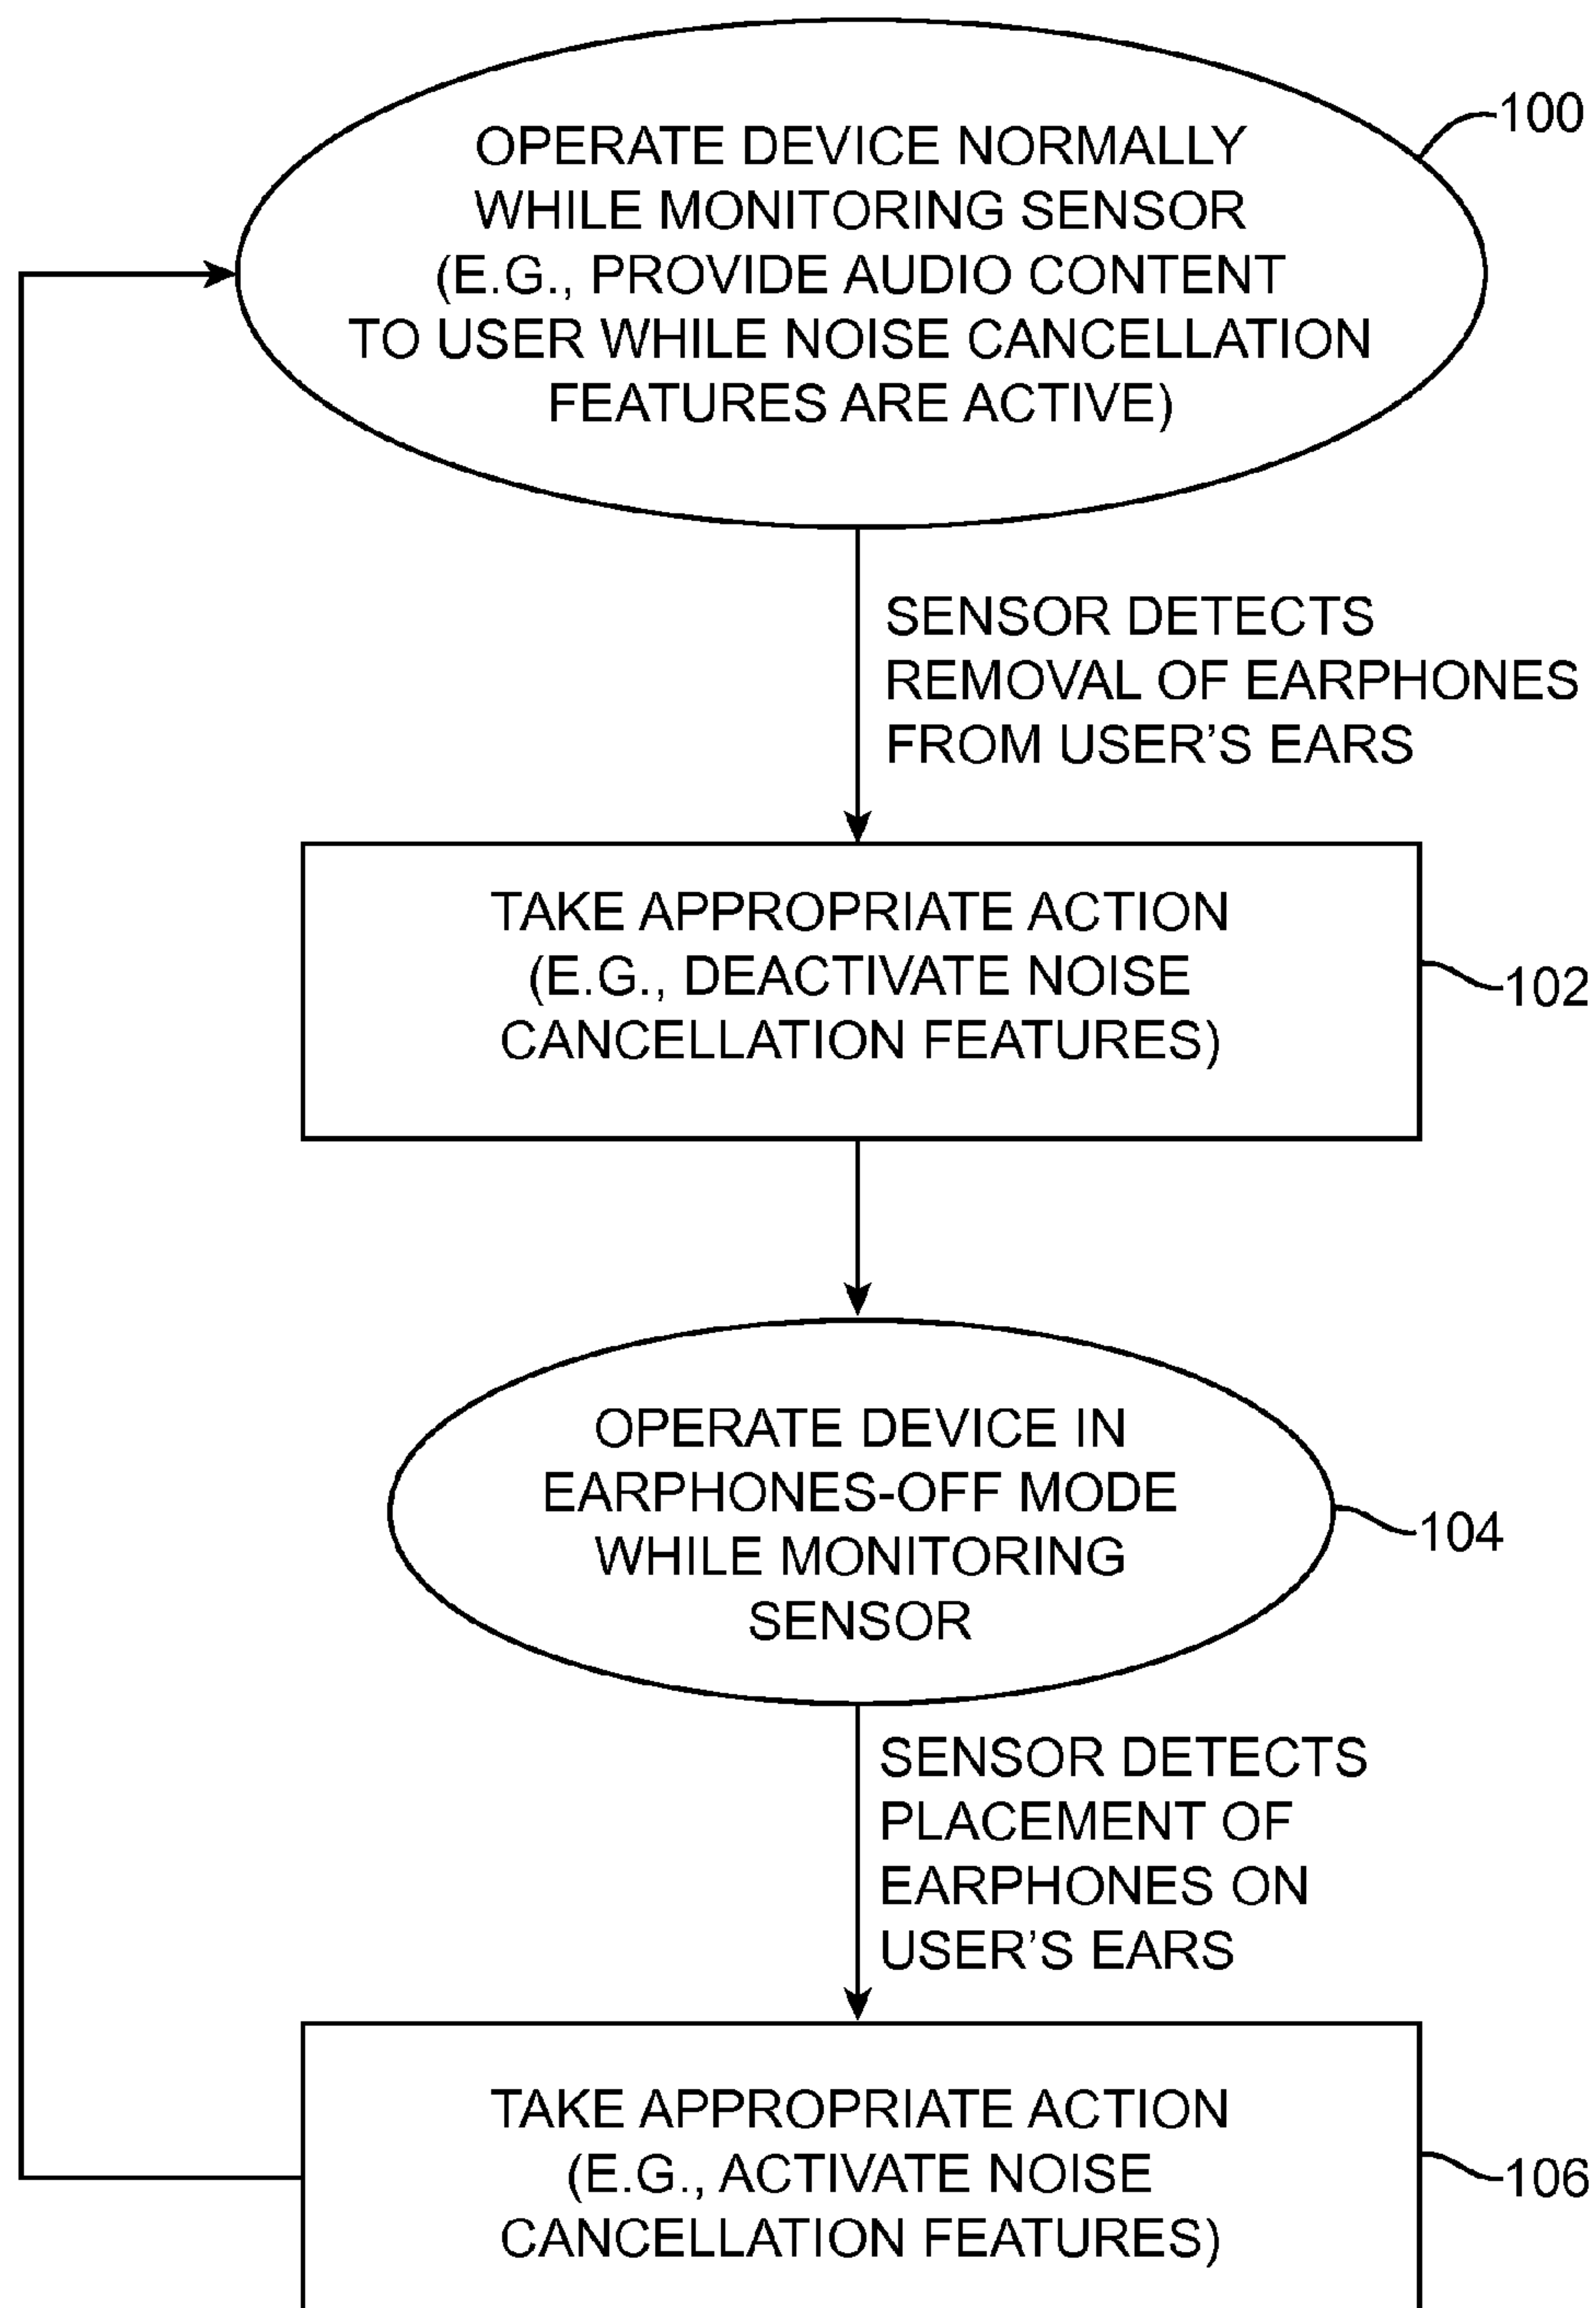 OPERATE DEVICE NORMALLY
WHILE MONITORING SENSOR
(E.G., PROVIDE AUDIO CONTENT
TO USER WHILE NOISE CANCELLATION
FEATURES ARE ACTIVE)
100
SENSOR DETECTS
REMOVAL OF EARPHONES
FROM USER’S EARS
TAKE APPROPRIATE ACTION
(E.G., DEACTIVATE NOISE
CANCELLATION FEATURES)
102
OPERATE DEVICE IN
EARPHONES-OFF MODE
WHILE MONITORING
SENSOR
104
SENSOR DETECTS
PLACEMENT OF
EARPHONES ON
USER’S EARS
TAKE APPROPRIATE ACTION
(E.G., ACTIVATE NOISE
CANCELLATION FEATURES)
106